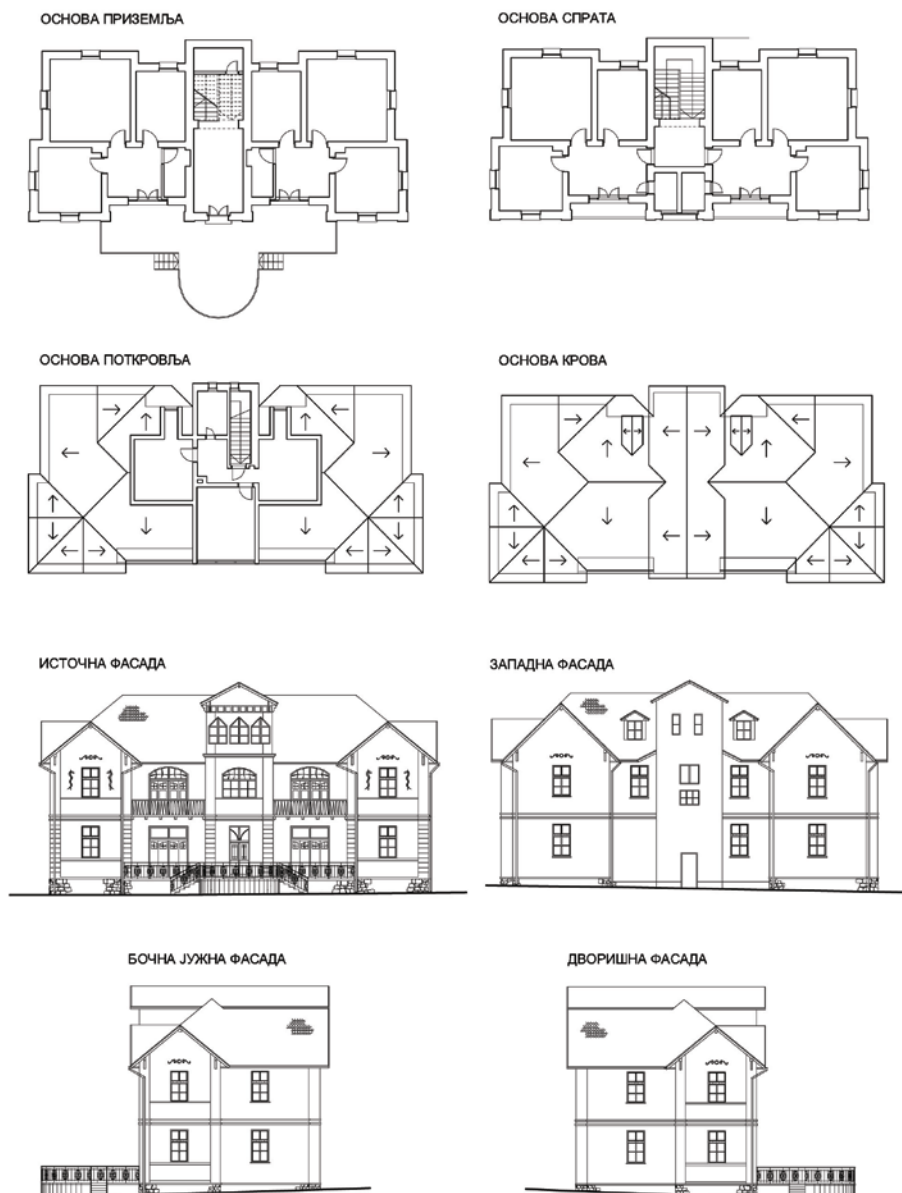 ОСНОВА ПРИЗЕМЉА
ОСНОВА СПРАТА
ОСНОВА ПОТКРОВЉА
ОСНОВА КРОВА
ИСТОЧНА ФАСАДА
ЗАПАДНА ФАСАДА
БОЧНА ЈУЖНА ФАСАДА
ДВОРИШНА ФАСАДА